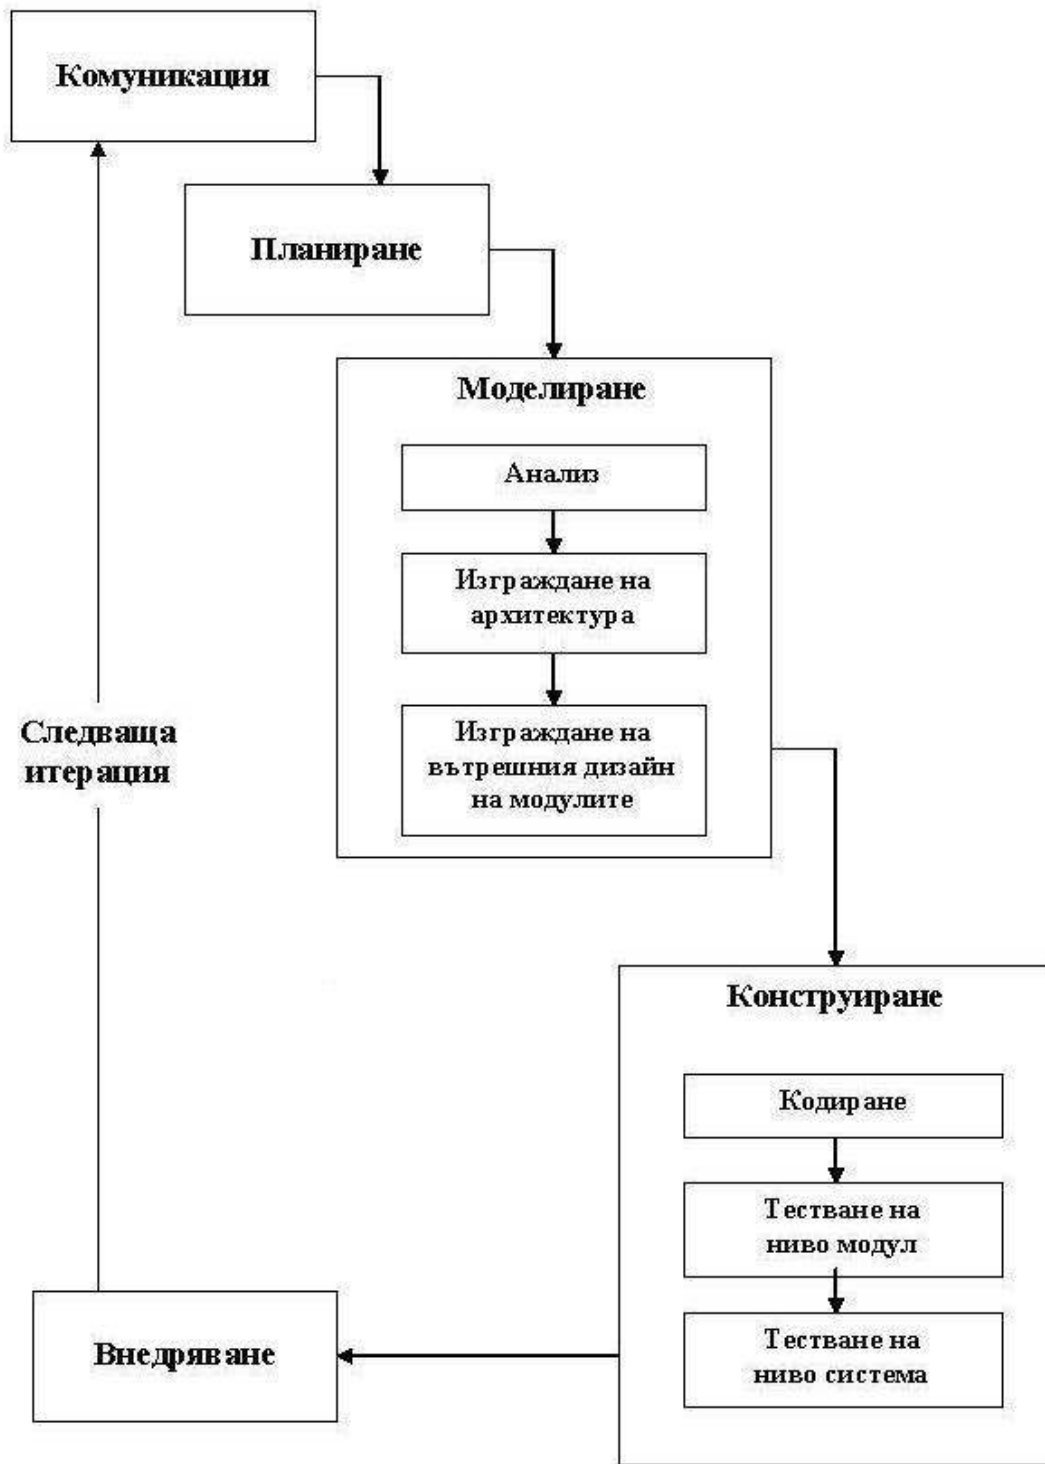 Комуникация
Планиране
Моделиране
Анализ
Изграждане на
архитектура
Изграждане на
вътрешния дизайн
на модулите
Следваща
итерация
Конструиране
Кодиране
Тестване на
ниво модул
Тестване на
ниво система
Внедряване